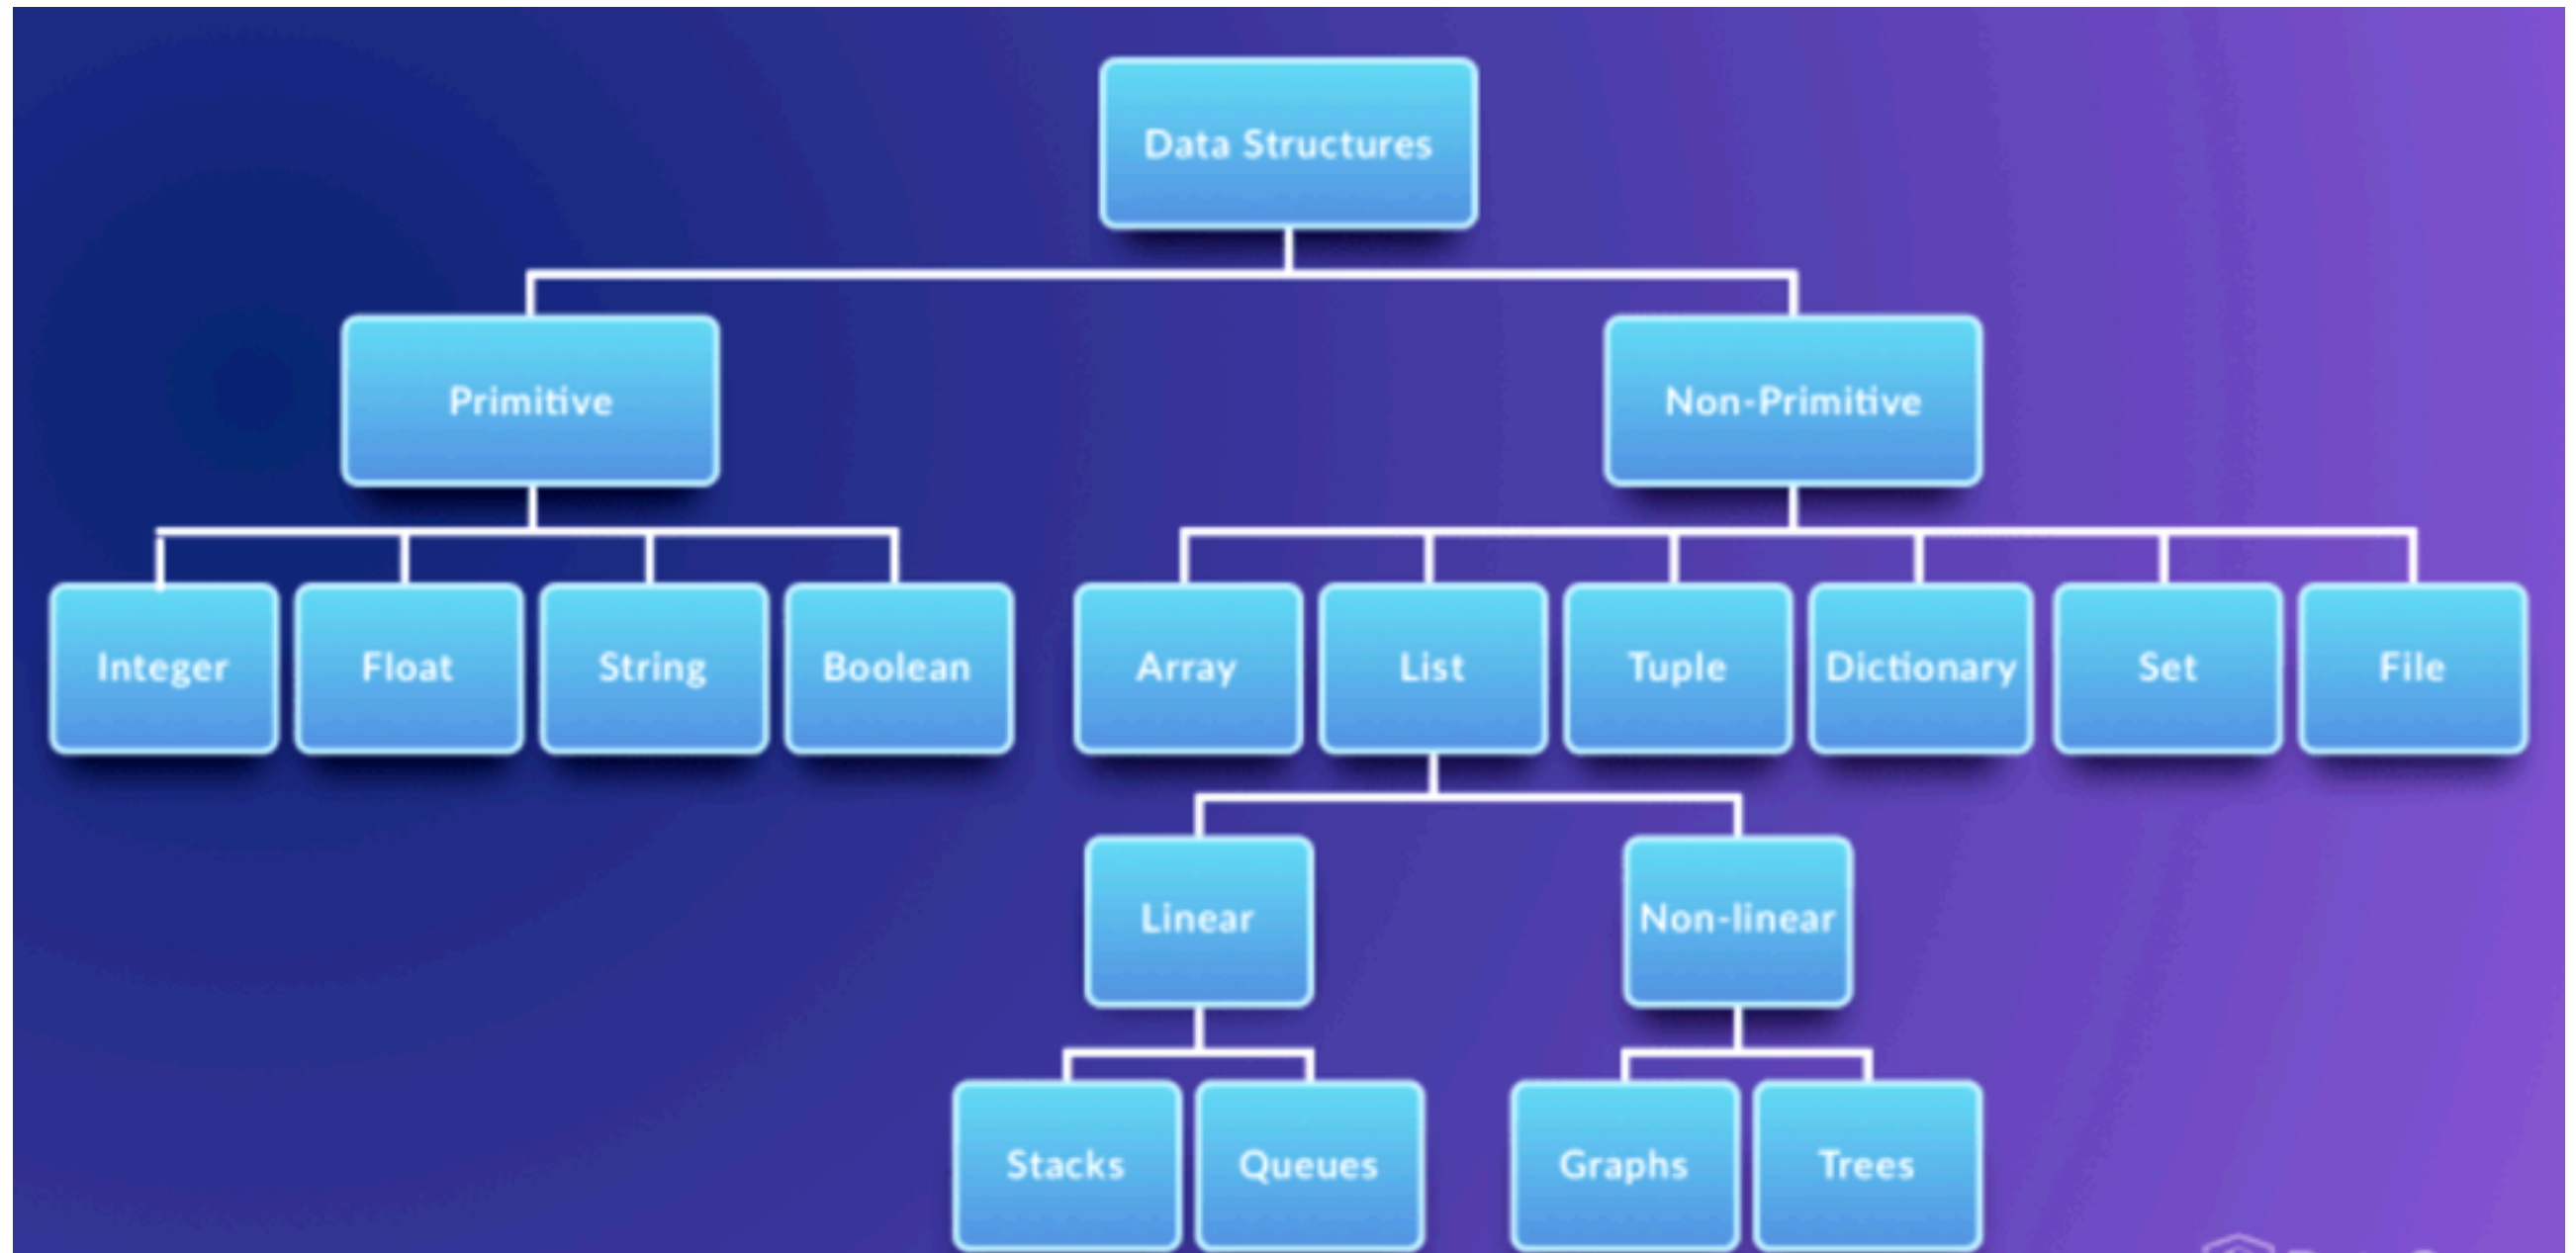 Data Structures
Primitive
Non-Primitive
Integer
Float
String
Boolean
Array
List
Tuple
Dictionary
Set
File
Linear
Non-linear
Stacks
Queues
Graphs
Trees